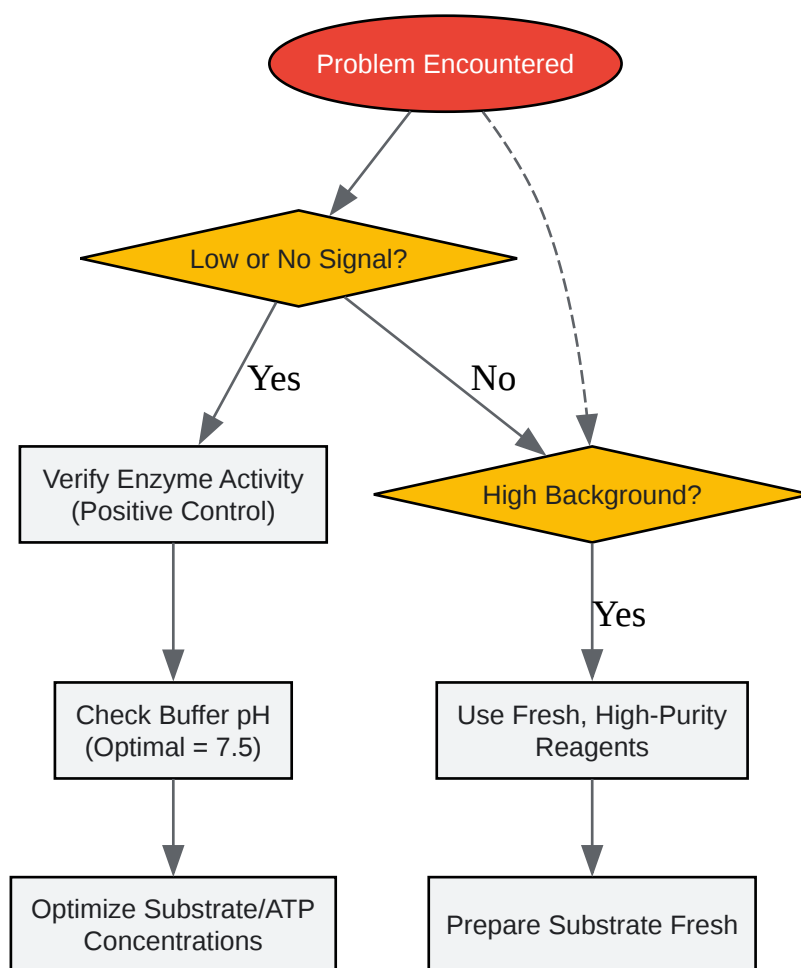 Problem Encountered
Low or No Signal?
Yes
No
Verify Enzyme Activity
(Positive Control)
High Background?
Yes
Check Buffer pH
(Optimal = 7.5)
Use Fresh, High-Purity
Reagents
Optimize Substrate/ATP
Concentrations
Prepare Substrate Fresh